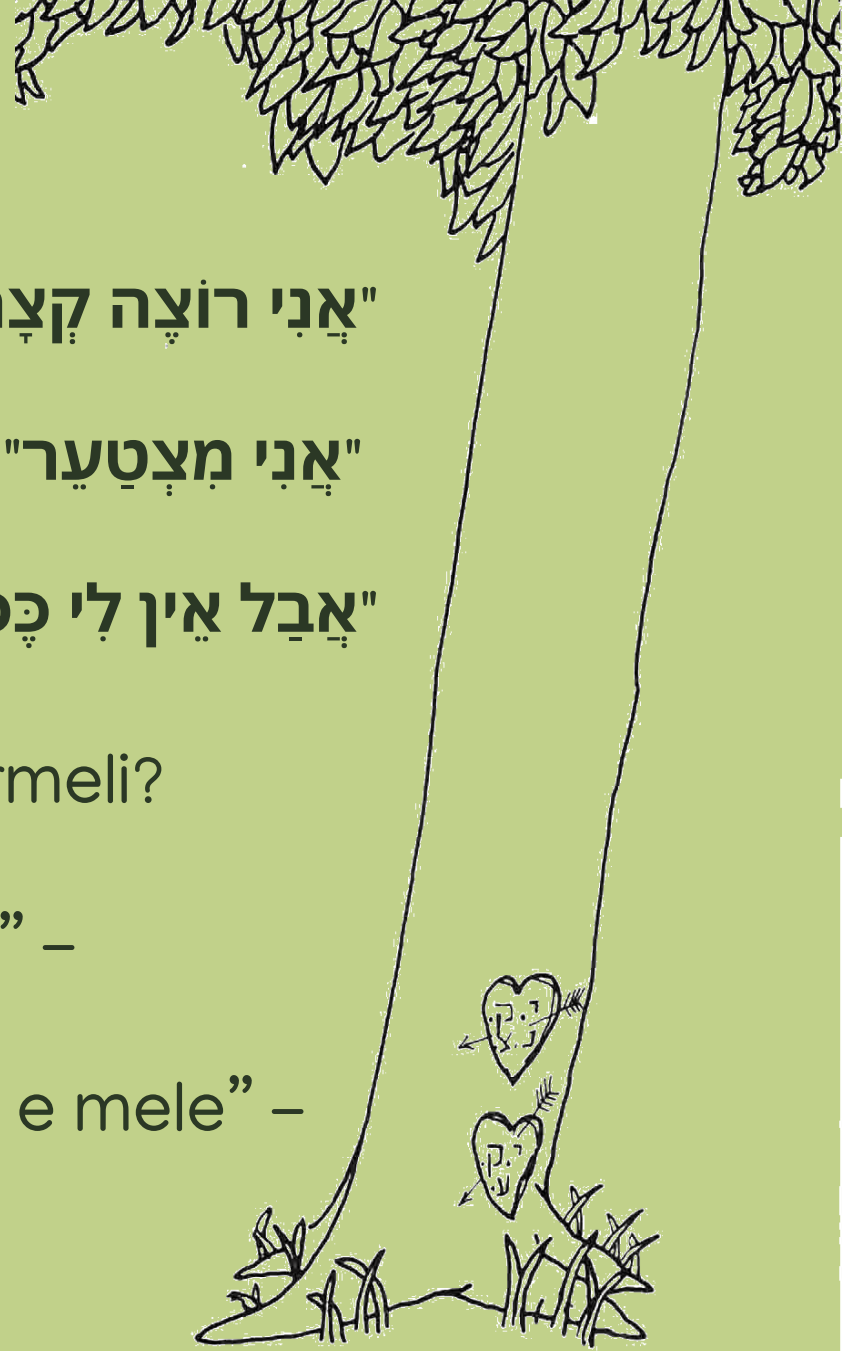 "אֲנִי רוֹצֶה קְצָת
"אֲנִי מִצְטַעֵר"
"אֲבַל אֵין לִי כֶּס
rmeli?
” –
e mele” –
י.ק.
נ.צ.
י.ק.
ע.